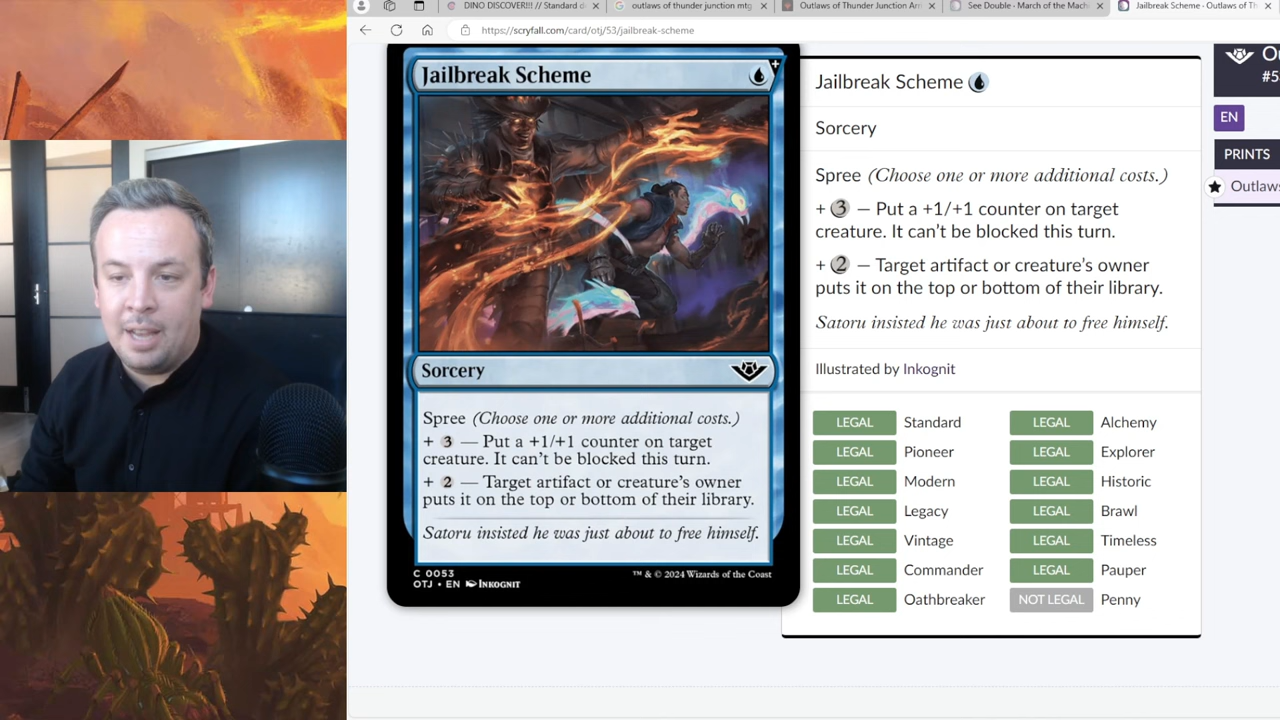 DINO DISCOVER!!! // Standard d
outlaws of thunder junction mtg
Outlaws of Thunder Junction Art
See Double - March of the Mach
Jailbreak Scheme - Outlaws of Th
https://scryfall.com/card/otj/53/jailbreak-scheme
Jailbreak Scheme
Sorcery
Spree (Choose one or more additional costs.)
+ 3 — Put a +1/+1 counter on target
creature. It can't be blocked this turn.
+ 2 — Target artifact or creature's owner
puts it on the top or bottom of their library.
Satoru insisted he was just about to free himself.
C 0053
OTJ • EN INKOGNIT
™ & © 2024 Wizards of the Coast
Jailbreak Scheme
Sorcery
Spree (Choose one or more additional costs.)
+ 3 — Put a +1/+1 counter on target
creature. It can't be blocked this turn.
+ 2 — Target artifact or creature's owner
puts it on the top or bottom of their library.
Satoru insisted he was just about to free himself.
Illustrated by Inkognit
LEGAL Standard LEGAL Alchemy
LEGAL Pioneer LEGAL Explorer
LEGAL Modern LEGAL Historic
LEGAL Legacy LEGAL Brawl
LEGAL Vintage LEGAL Timeless
LEGAL Commander LEGAL Pauper
LEGAL Oathbreaker NOT LEGAL Penny
Ou
#5
EN
PRINTS
Outlaws